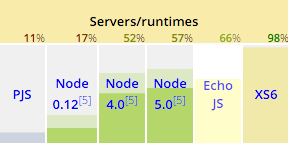 Servers/runtimes
11% 17% 52% 57% 66% 98%
PJS Node 0.12[5] Node 4.0[5] Node 5.0[5] Echo JS XS6